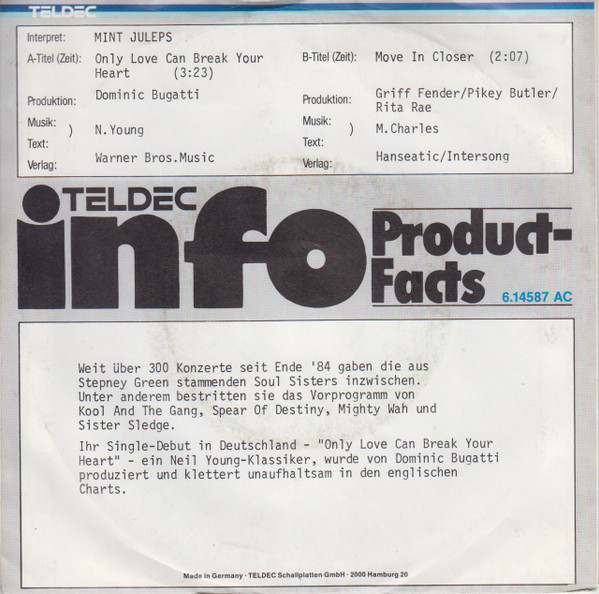 TELDEC
Interpret: MINT JULEPS
A-Titel (Zeit): Only Love Can Break Your
Heart (3:23)
Produktion: Dominic Bugatti
Musik:
) N.Young
Text:
Verlag: Warner Bros.Music
B-Titel (Zeit): Move In Closer (2:07)
Produktion: Griff Fender/Pikey Butler/
Rita Rae
Musik:
) M.Charles
Text:
Verlag: Hanseatic/Intersong
TELDEC
info
Product-
Facts
6.14587 AC
Weit über 300 Konzerte seit Ende '84 gaben die aus
Stepney Green stammenden Soul Sisters inzwischen.
Unter anderem bestritten sie das Vorprogramm von
Kool And The Gang, Spear Of Destiny, Mighty Wah und
Sister Sledge.
Ihr Single-Debut in Deutschland - "Only Love Can Break Your
Heart" - ein Neil Young-Klassiker, wurde von Dominic Bugatti
produziert und klettert unaufhaltsam in den englischen
Charts.
Made in Germany · TELDEC Schallplatten GmbH · 2000 Hamburg 20